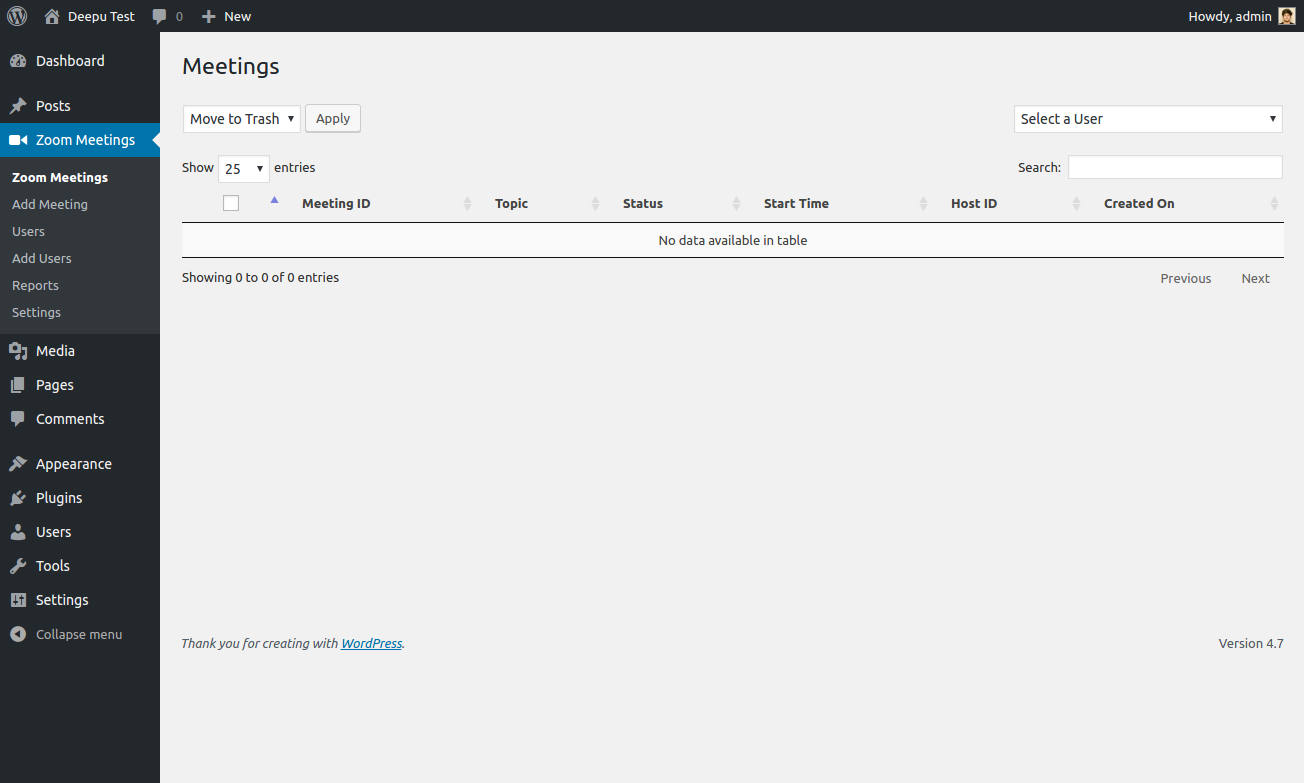 Deepu Test 0 New Howdy, admin
Dashboard
Posts
Zoom Meetings
Zoom Meetings
Add Meeting
Users
Add Users
Reports
Settings
Media
Pages
Comments
Appearance
Plugins
Users
Tools
Settings
Collapse menu
Meetings
Move to Trash Apply Select a User
Show 25 entries Search:
Meeting ID Topic Status Start Time Host ID Created On
No data available in table
Showing 0 to 0 of 0 entries Previous Next
Thank you for creating with WordPress. Version 4.7